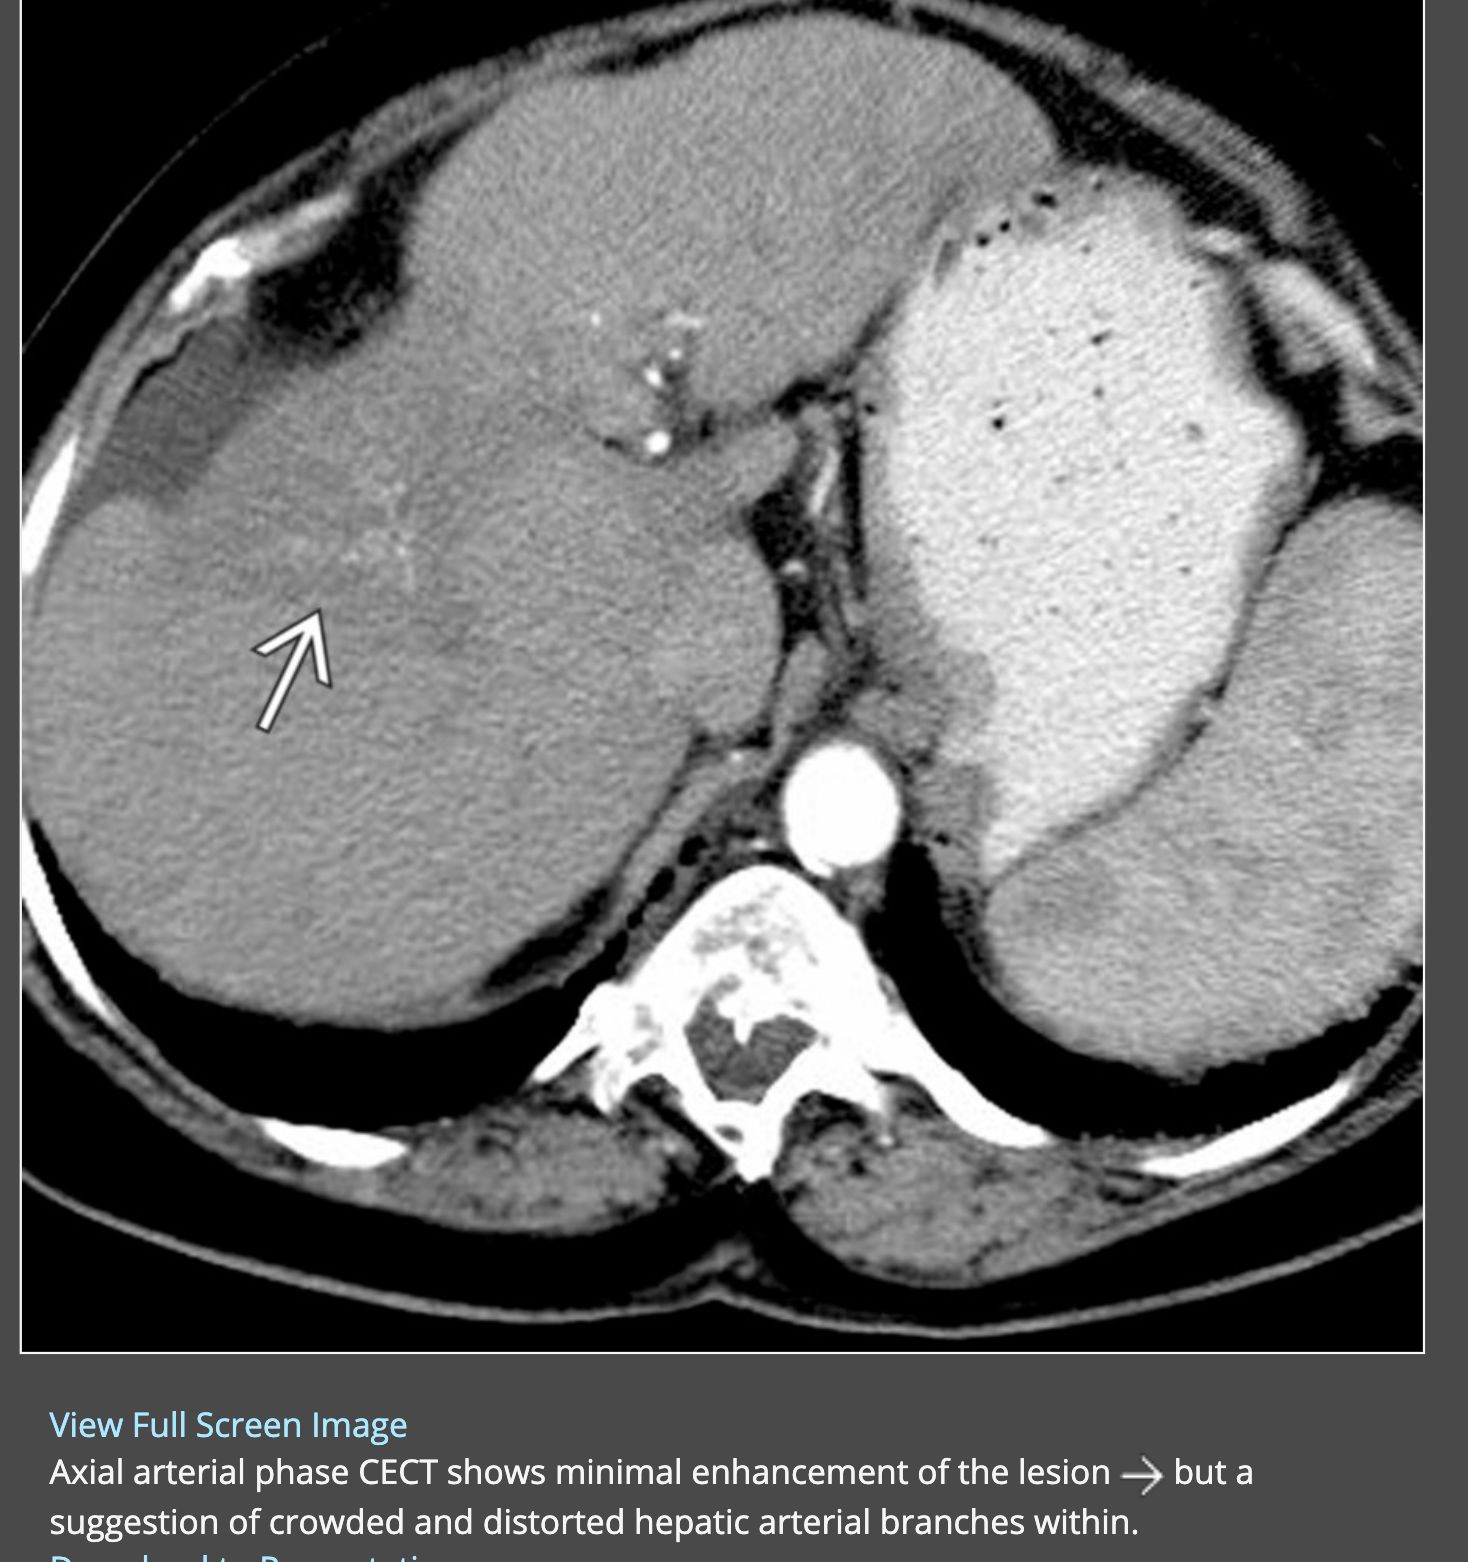 View Full Screen Image
Axial arterial phase CECT shows minimal enhancement of the lesion → but a
suggestion of crowded and distorted hepatic arterial branches within.